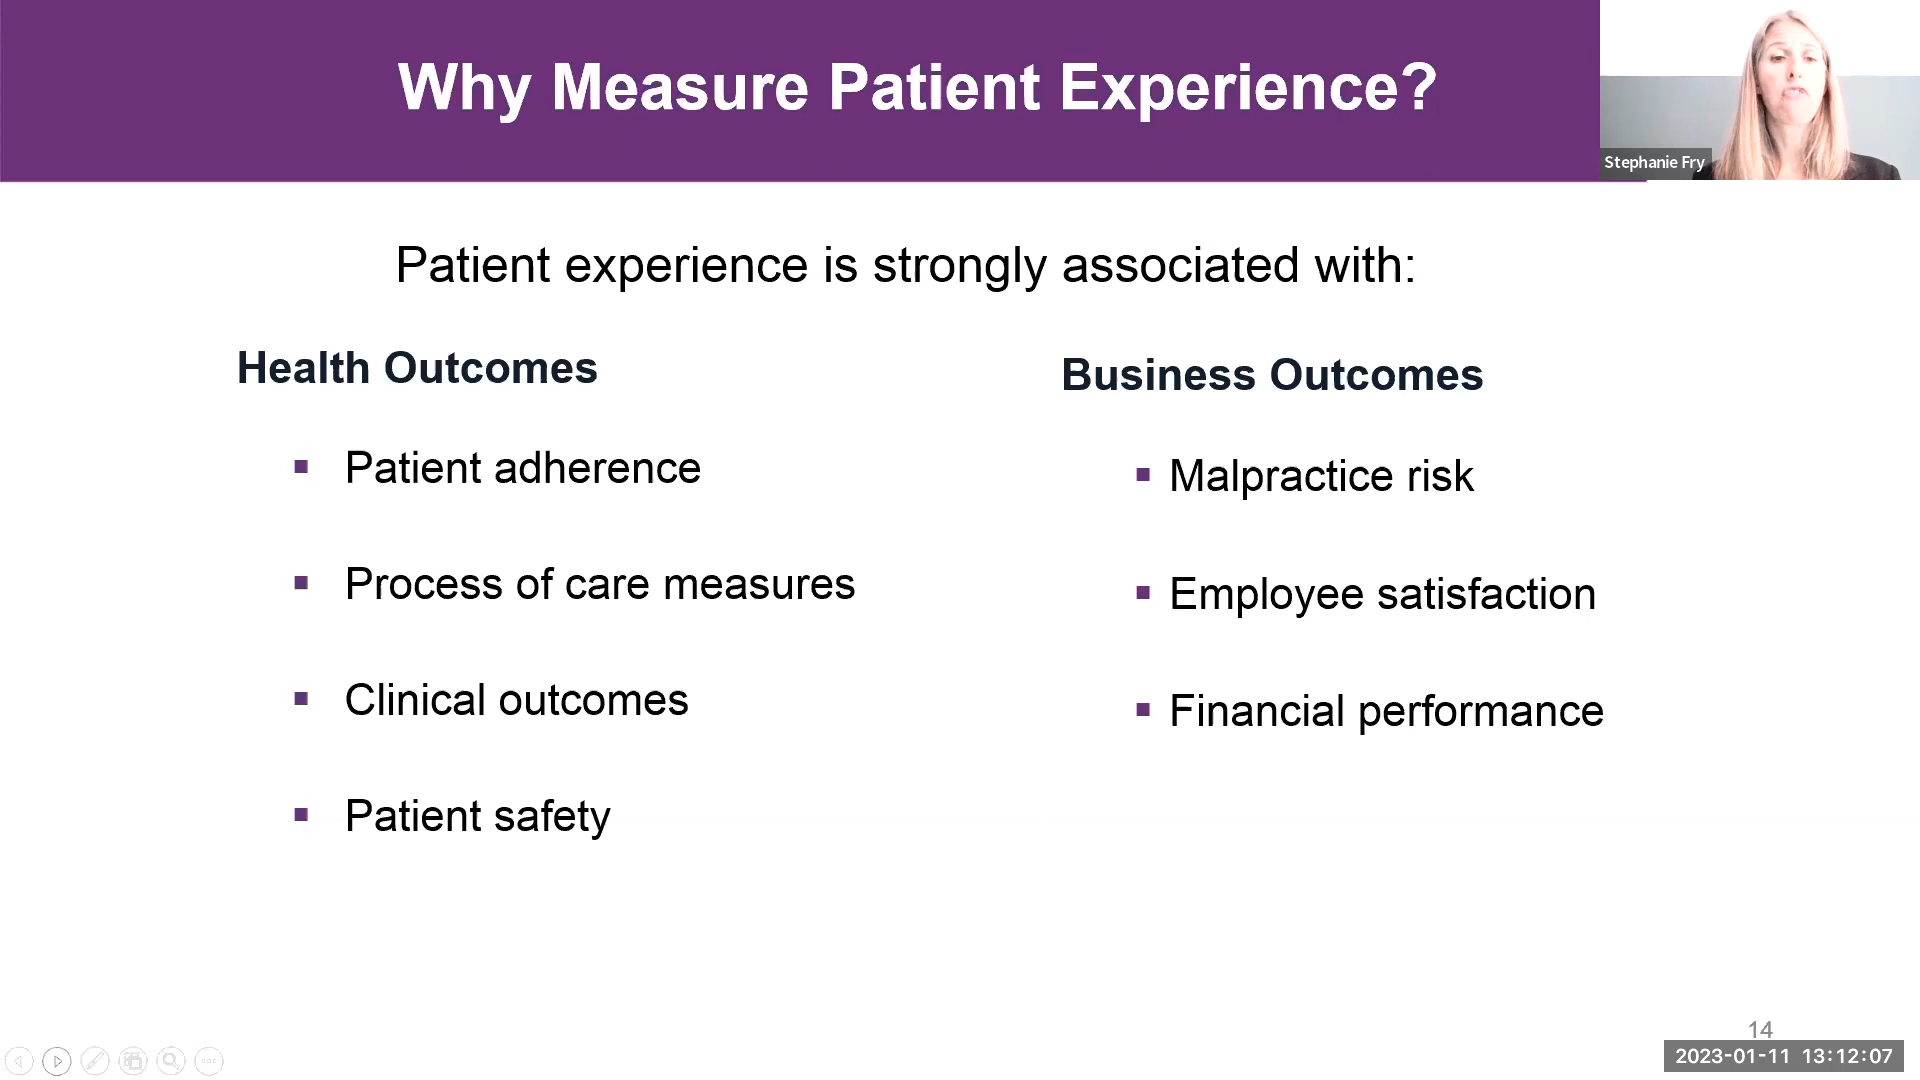 Why Measure Patient Experience?
Stephanie Fry
Patient experience is strongly associated with:
Health Outcomes
▪ Patient adherence
▪ Process of care measures
▪ Clinical outcomes
▪ Patient safety
Business Outcomes
▪ Malpractice risk
▪ Employee satisfaction
▪ Financial performance
14
2023-01-11 13:12:07